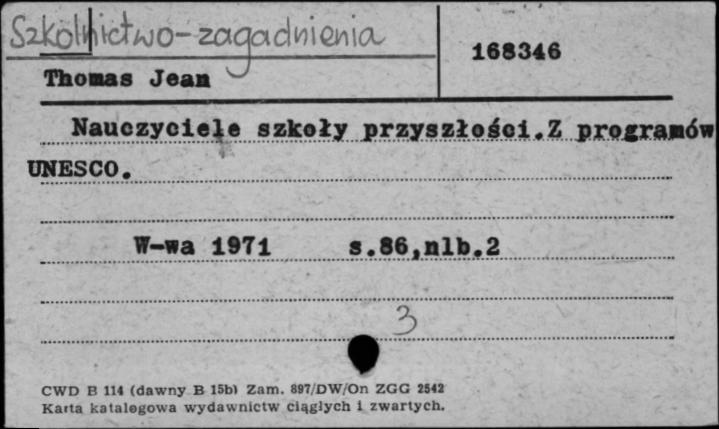 Szkolnictwo-zagadnienia
168346
Thomas Jean
Nauczyciele szkoły przyszłości.Z programów
UNESCO.
W-wa 1971 s.86,nlb.2
3
CWD B 114 (dawny B 15b) Zam. 897/DW/On ZGG 2542
Karta katalogowa wydawnictw ciągłych i zwartych.